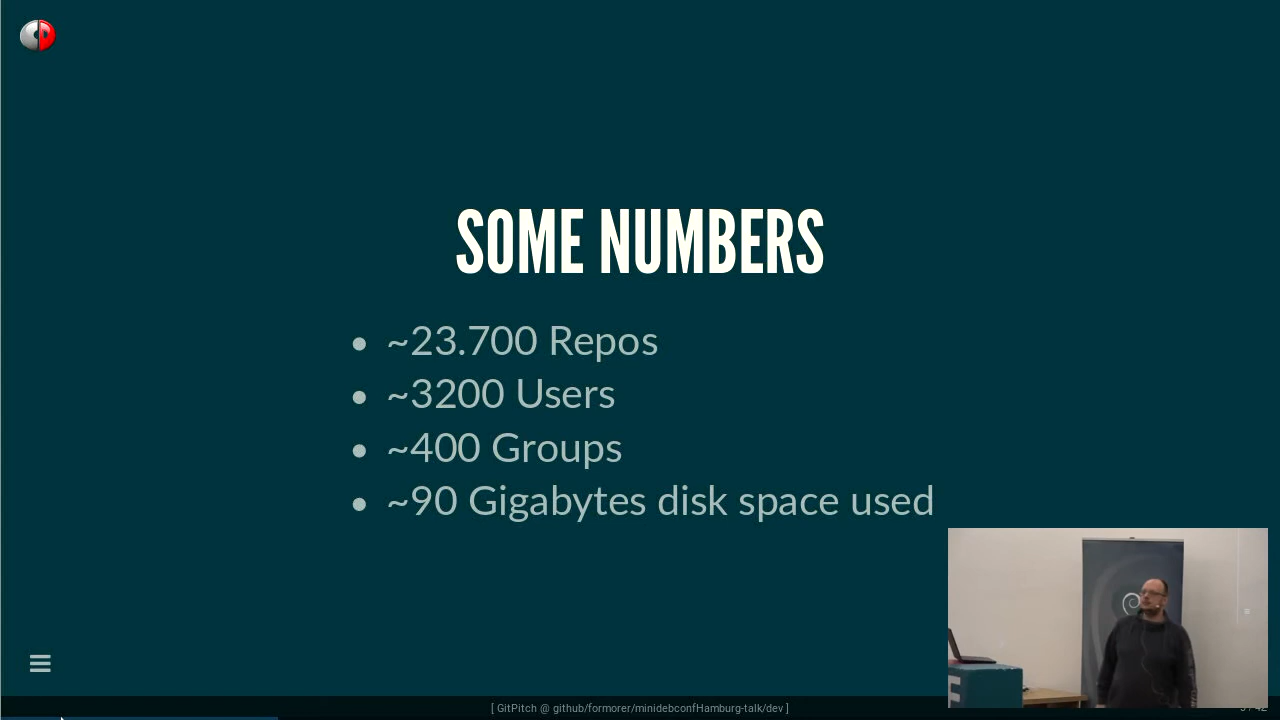 SOME NUMBERS
~23.700 Repos
~3200 Users
~400 Groups
~90 Gigabytes disk space used
E
[ GitPitch @ github/formorer/minidebconfHamburg-talk/dev ]